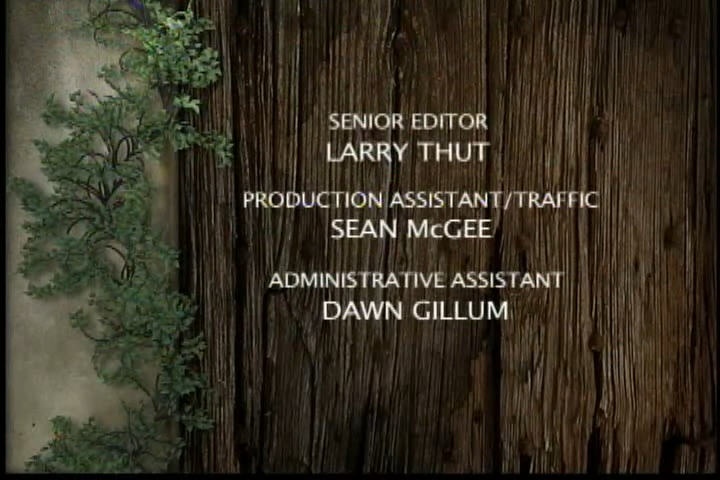 SENIOR EDITOR
LARRY THUT
PRODUCTION ASSISTANT/TRAFFIC
SEAN McGEE
ADMINISTRATIVE ASSISTANT
DAWN GILLUM